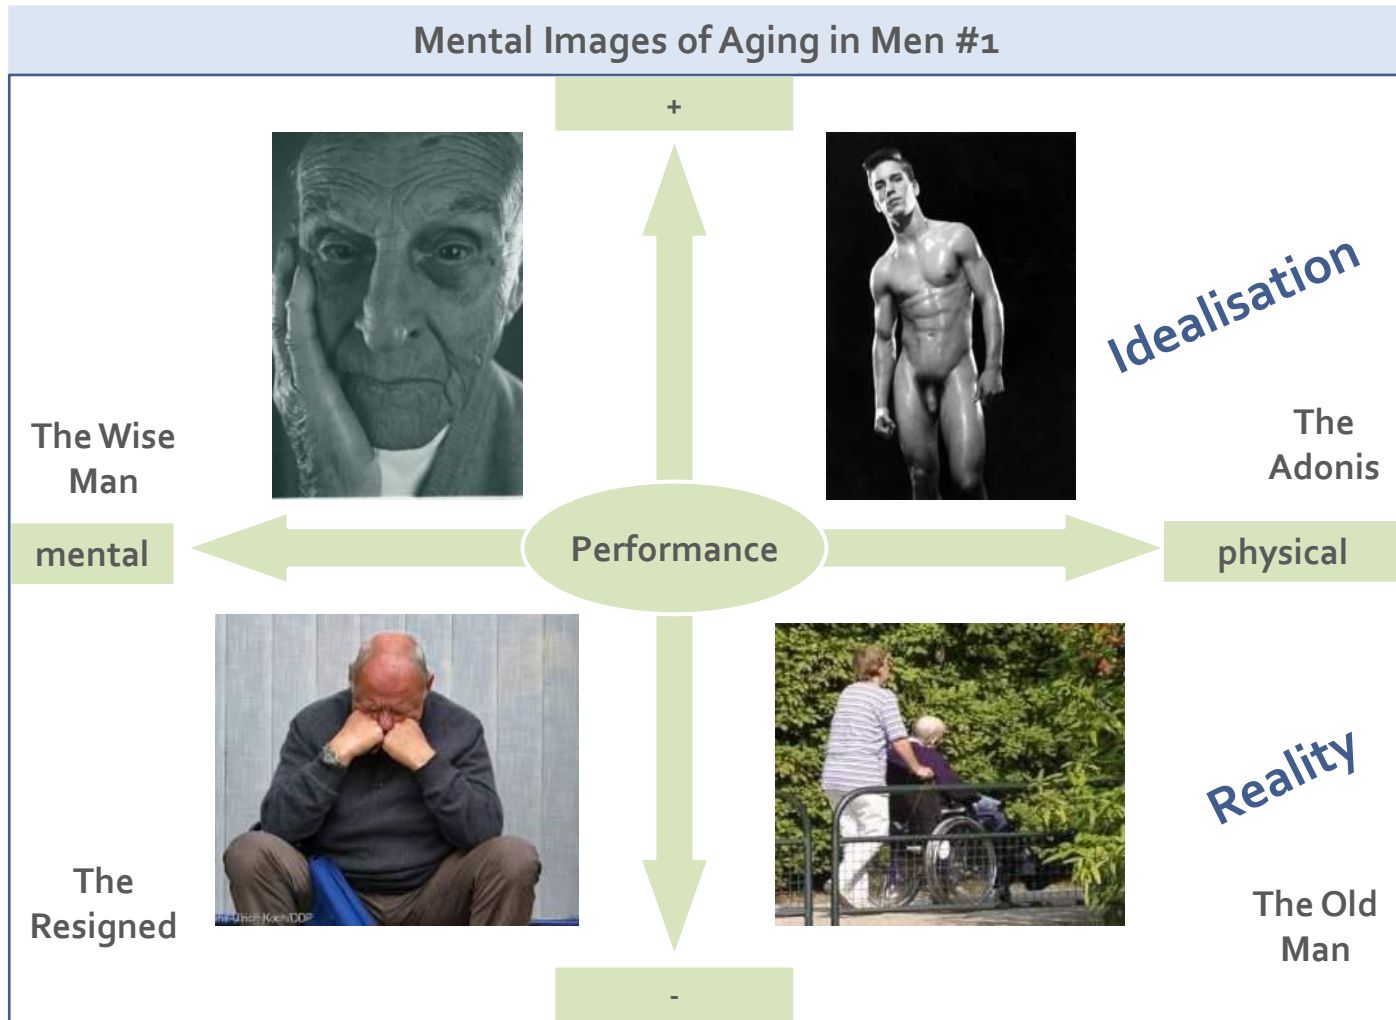 Mental Images of Aging in Men #1
+
Idealisation
The Wise
Man
The
Adonis
mental
Performance
physical
Reality
The
Resigned
The Old
Man
-